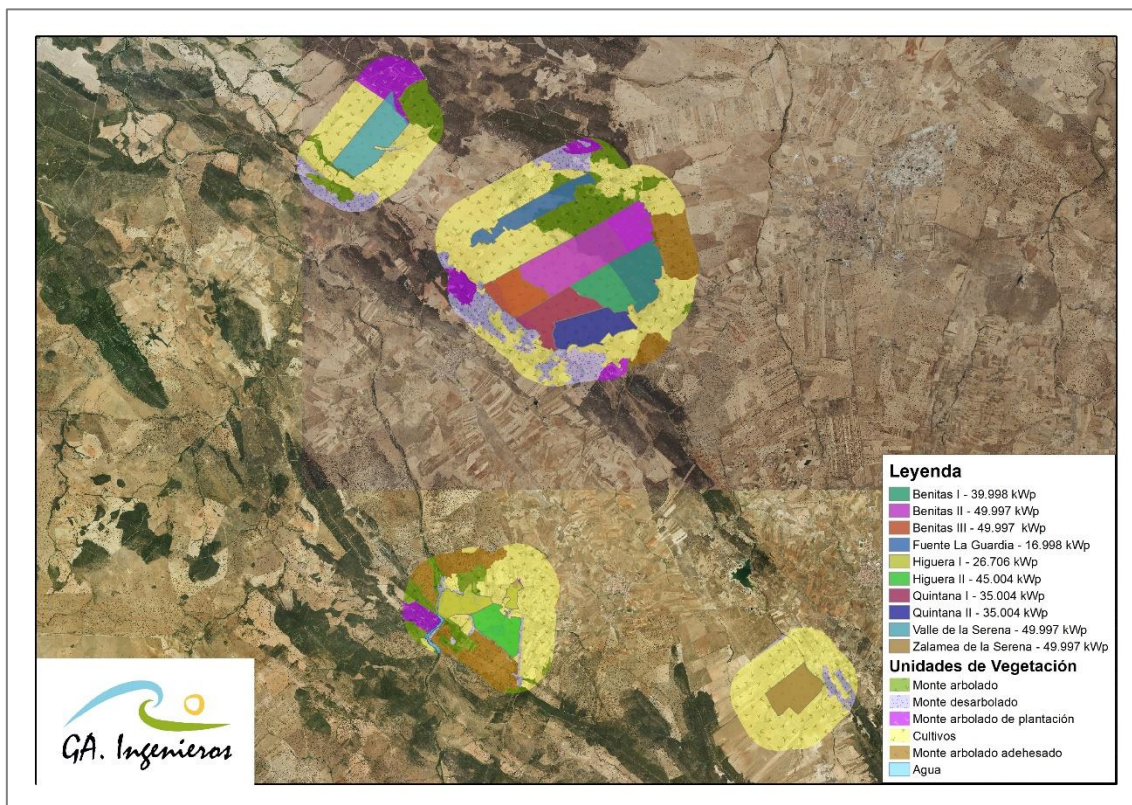 Leyenda
Benitas I - 39.998 kWp
Benitas II - 49.997 kWp
Benitas III - 49.997 kWp
Fuente La Guardia - 16.998 kWp
Higuera I - 26.706 kWp
Higuera II - 45.004 kWp
Quintana I - 35.004 kWp
Quintana II - 35.004 kWp
Valle de la Serena - 49.997 kWp
Zalamea de la Serena - 49.997 kWp
Unidades de Vegetación
Monte arbolado
Monte desarbolado
Monte arbolado de plantación
Cultivos
Monte arbolado adehesado
Agua
GA. Ingenieros